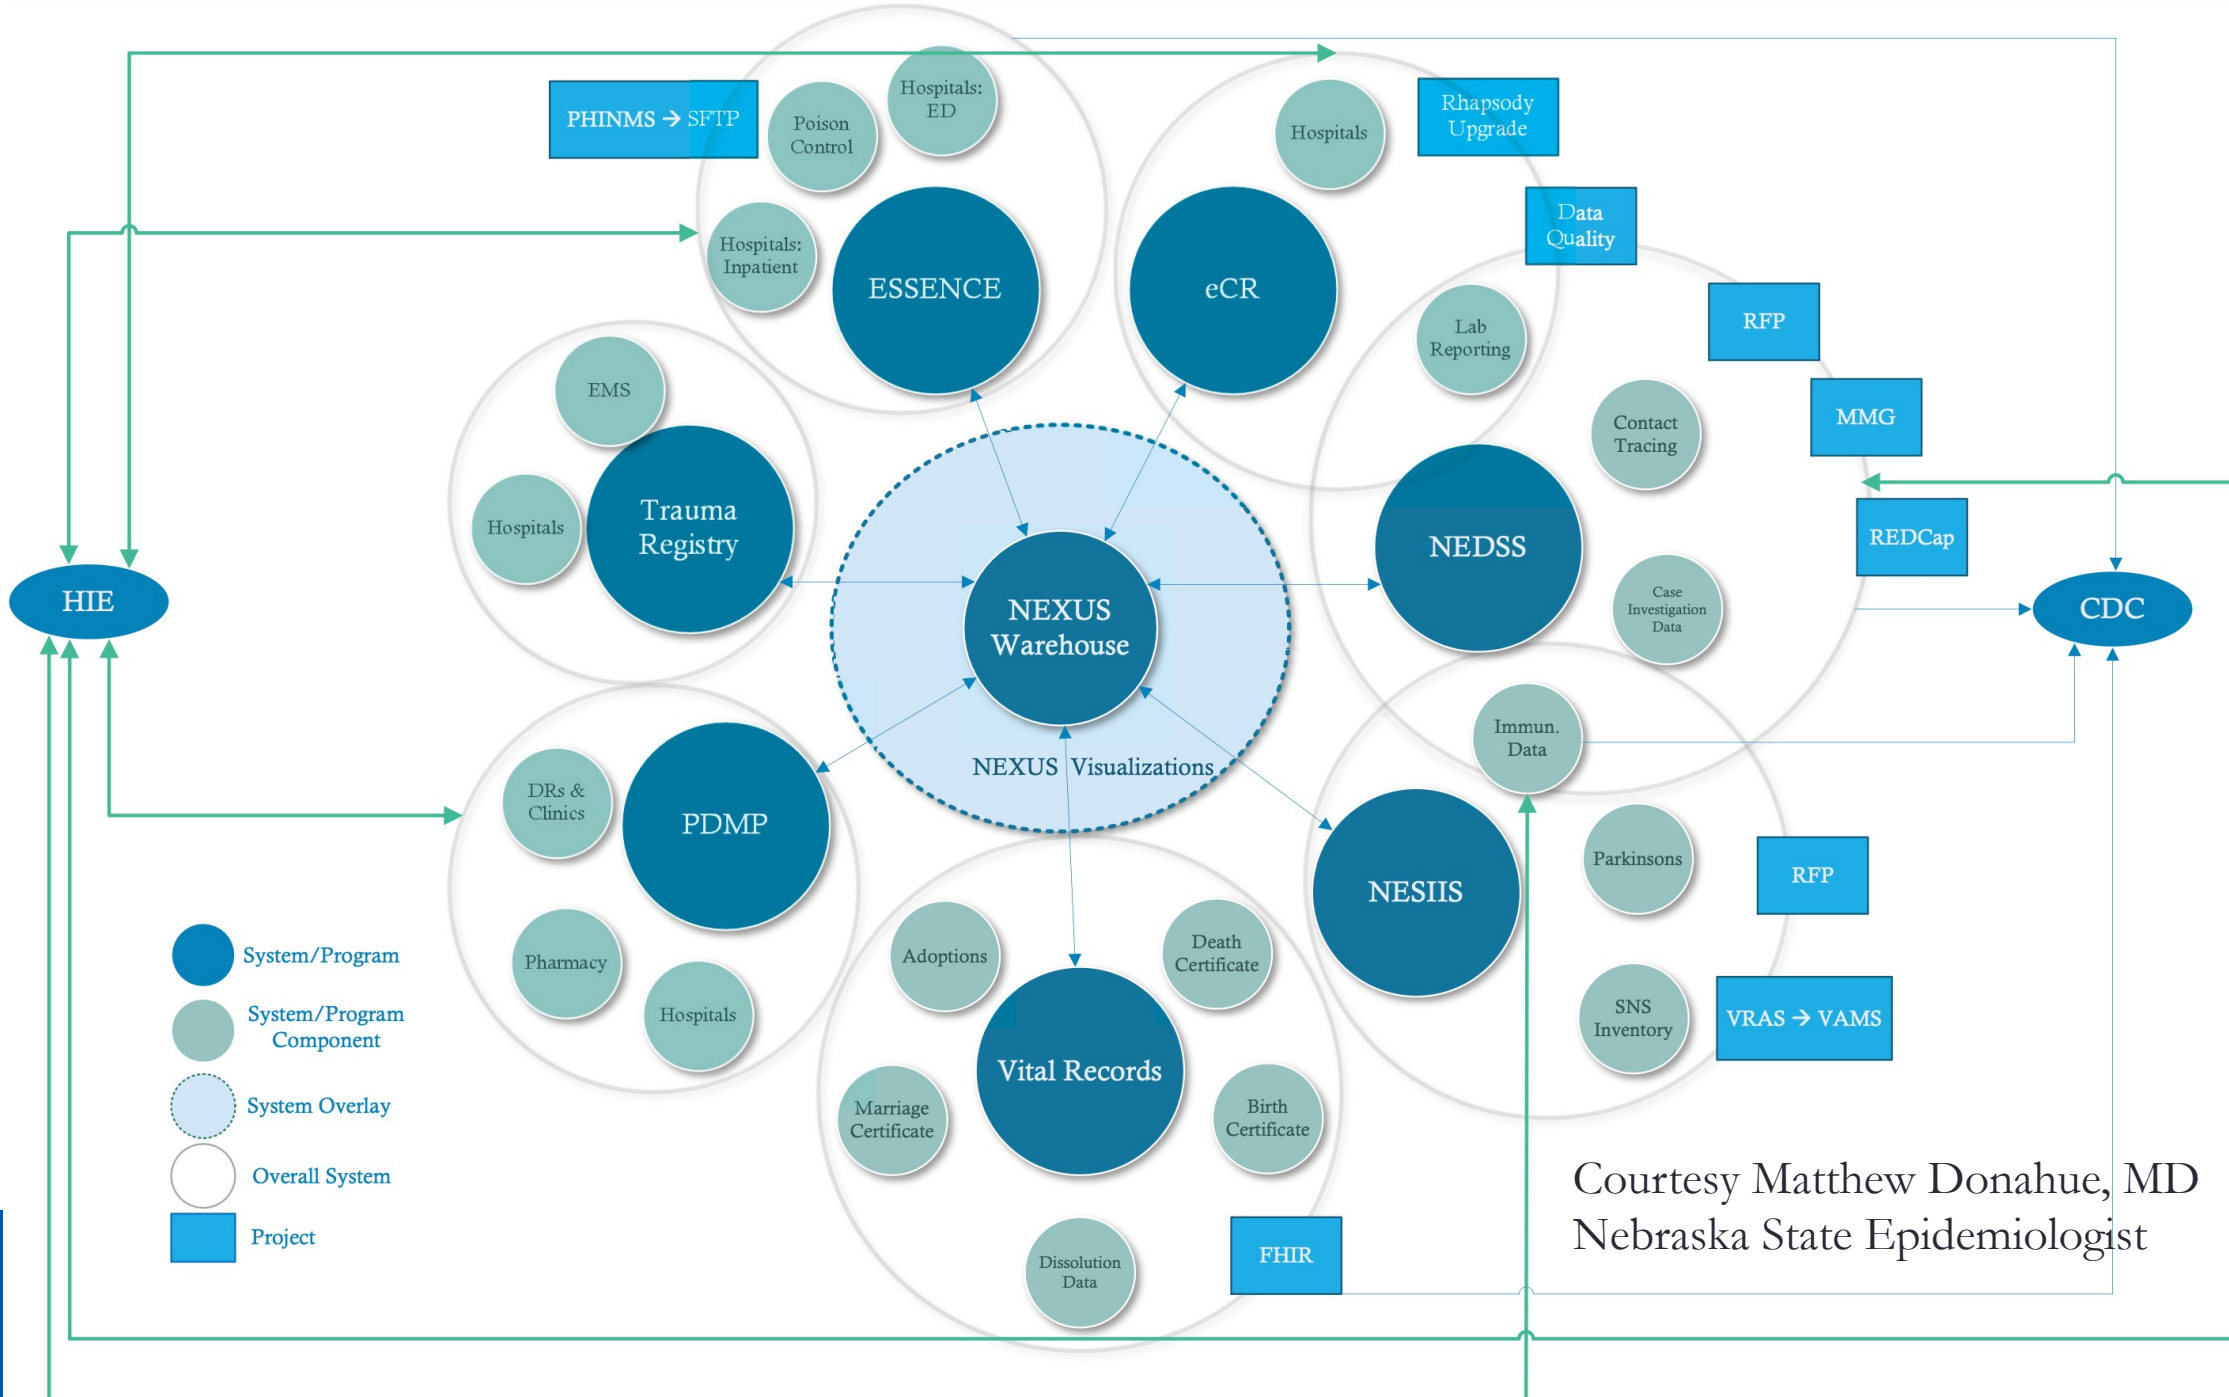 PHINMS → SFTP
Poison
Control
Hospitals:
ED
Hospitals:
Inpatient
ESSENCE
Hospitals
eCR
Rhapsody
Upgrade
Data
Quality
Lab
Reporting
RFP
MMG
Contact
Tracing
REDCap
NEDSS
Case
Investigation
Data
CDC
EMS
Hospitals
Trauma
Registry
HIE
NEXUS
Warehouse
NEXUS Visualizations
Immun.
Data
Parkinsons
NESIIS
RFP
SNS
Inventory
VRAS → VAMS
DRs &
Clinics
PDMP
Pharmacy
Hospitals
Adoptions
Death
Certificate
Vital Records
Marriage
Certificate
Birth
Certificate
Dissolution
Data
FHIR
System/Program
System/Program
Component
System Overlay
Overall System
Project
Courtesy Matthew Donahue, MD
Nebraska State Epidemiologist